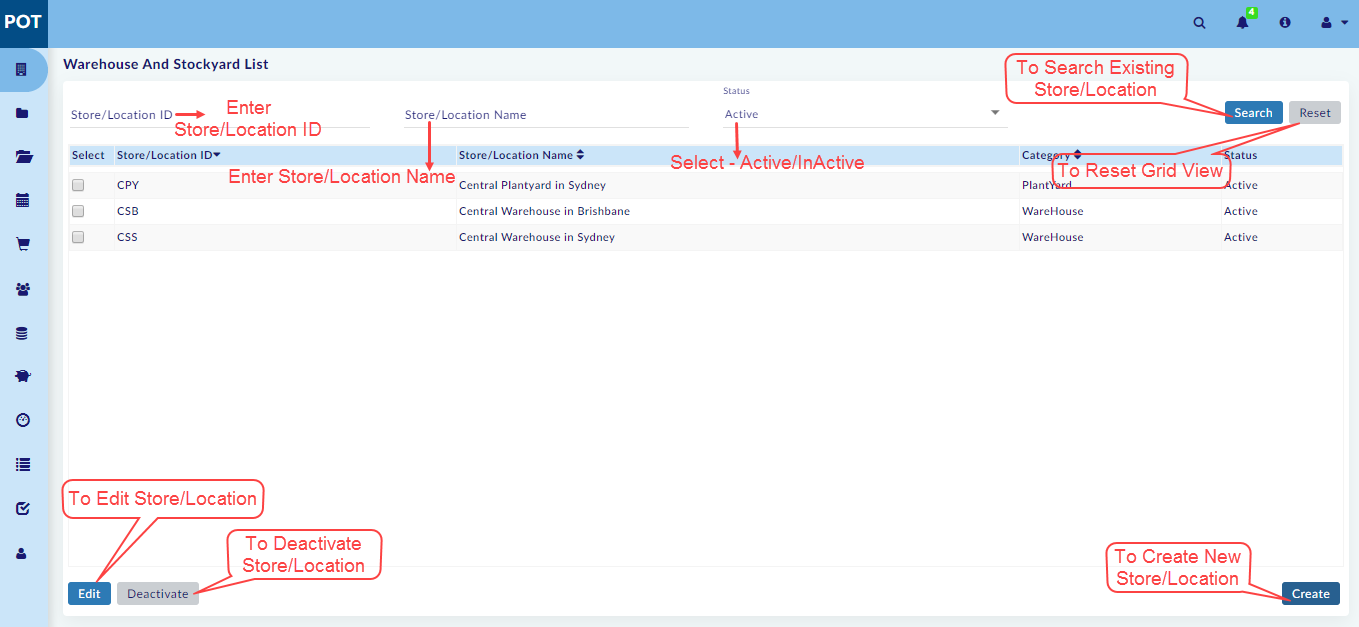 POT
4
Warehouse And Stockyard List
To Search Existing
Store/Location
Status
Store/Location ID
Enter
Store/Location ID
Store/Location Name
Active
Search
Reset
Select
Store/Location ID
Store/Location Name
Category
Status
Enter Store/Location Name
Select - Active/InActive
To Reset Grid View
CPY
Central Plantyard in Sydney
PlantYard
Active
CSB
Central Warehouse in Brishbane
WareHouse
Active
CSS
Central Warehouse in Sydney
WareHouse
Active
To Edit Store/Location
To Deactivate
Store/Location
To Create New
Store/Location
Edit
Deactivate
Create